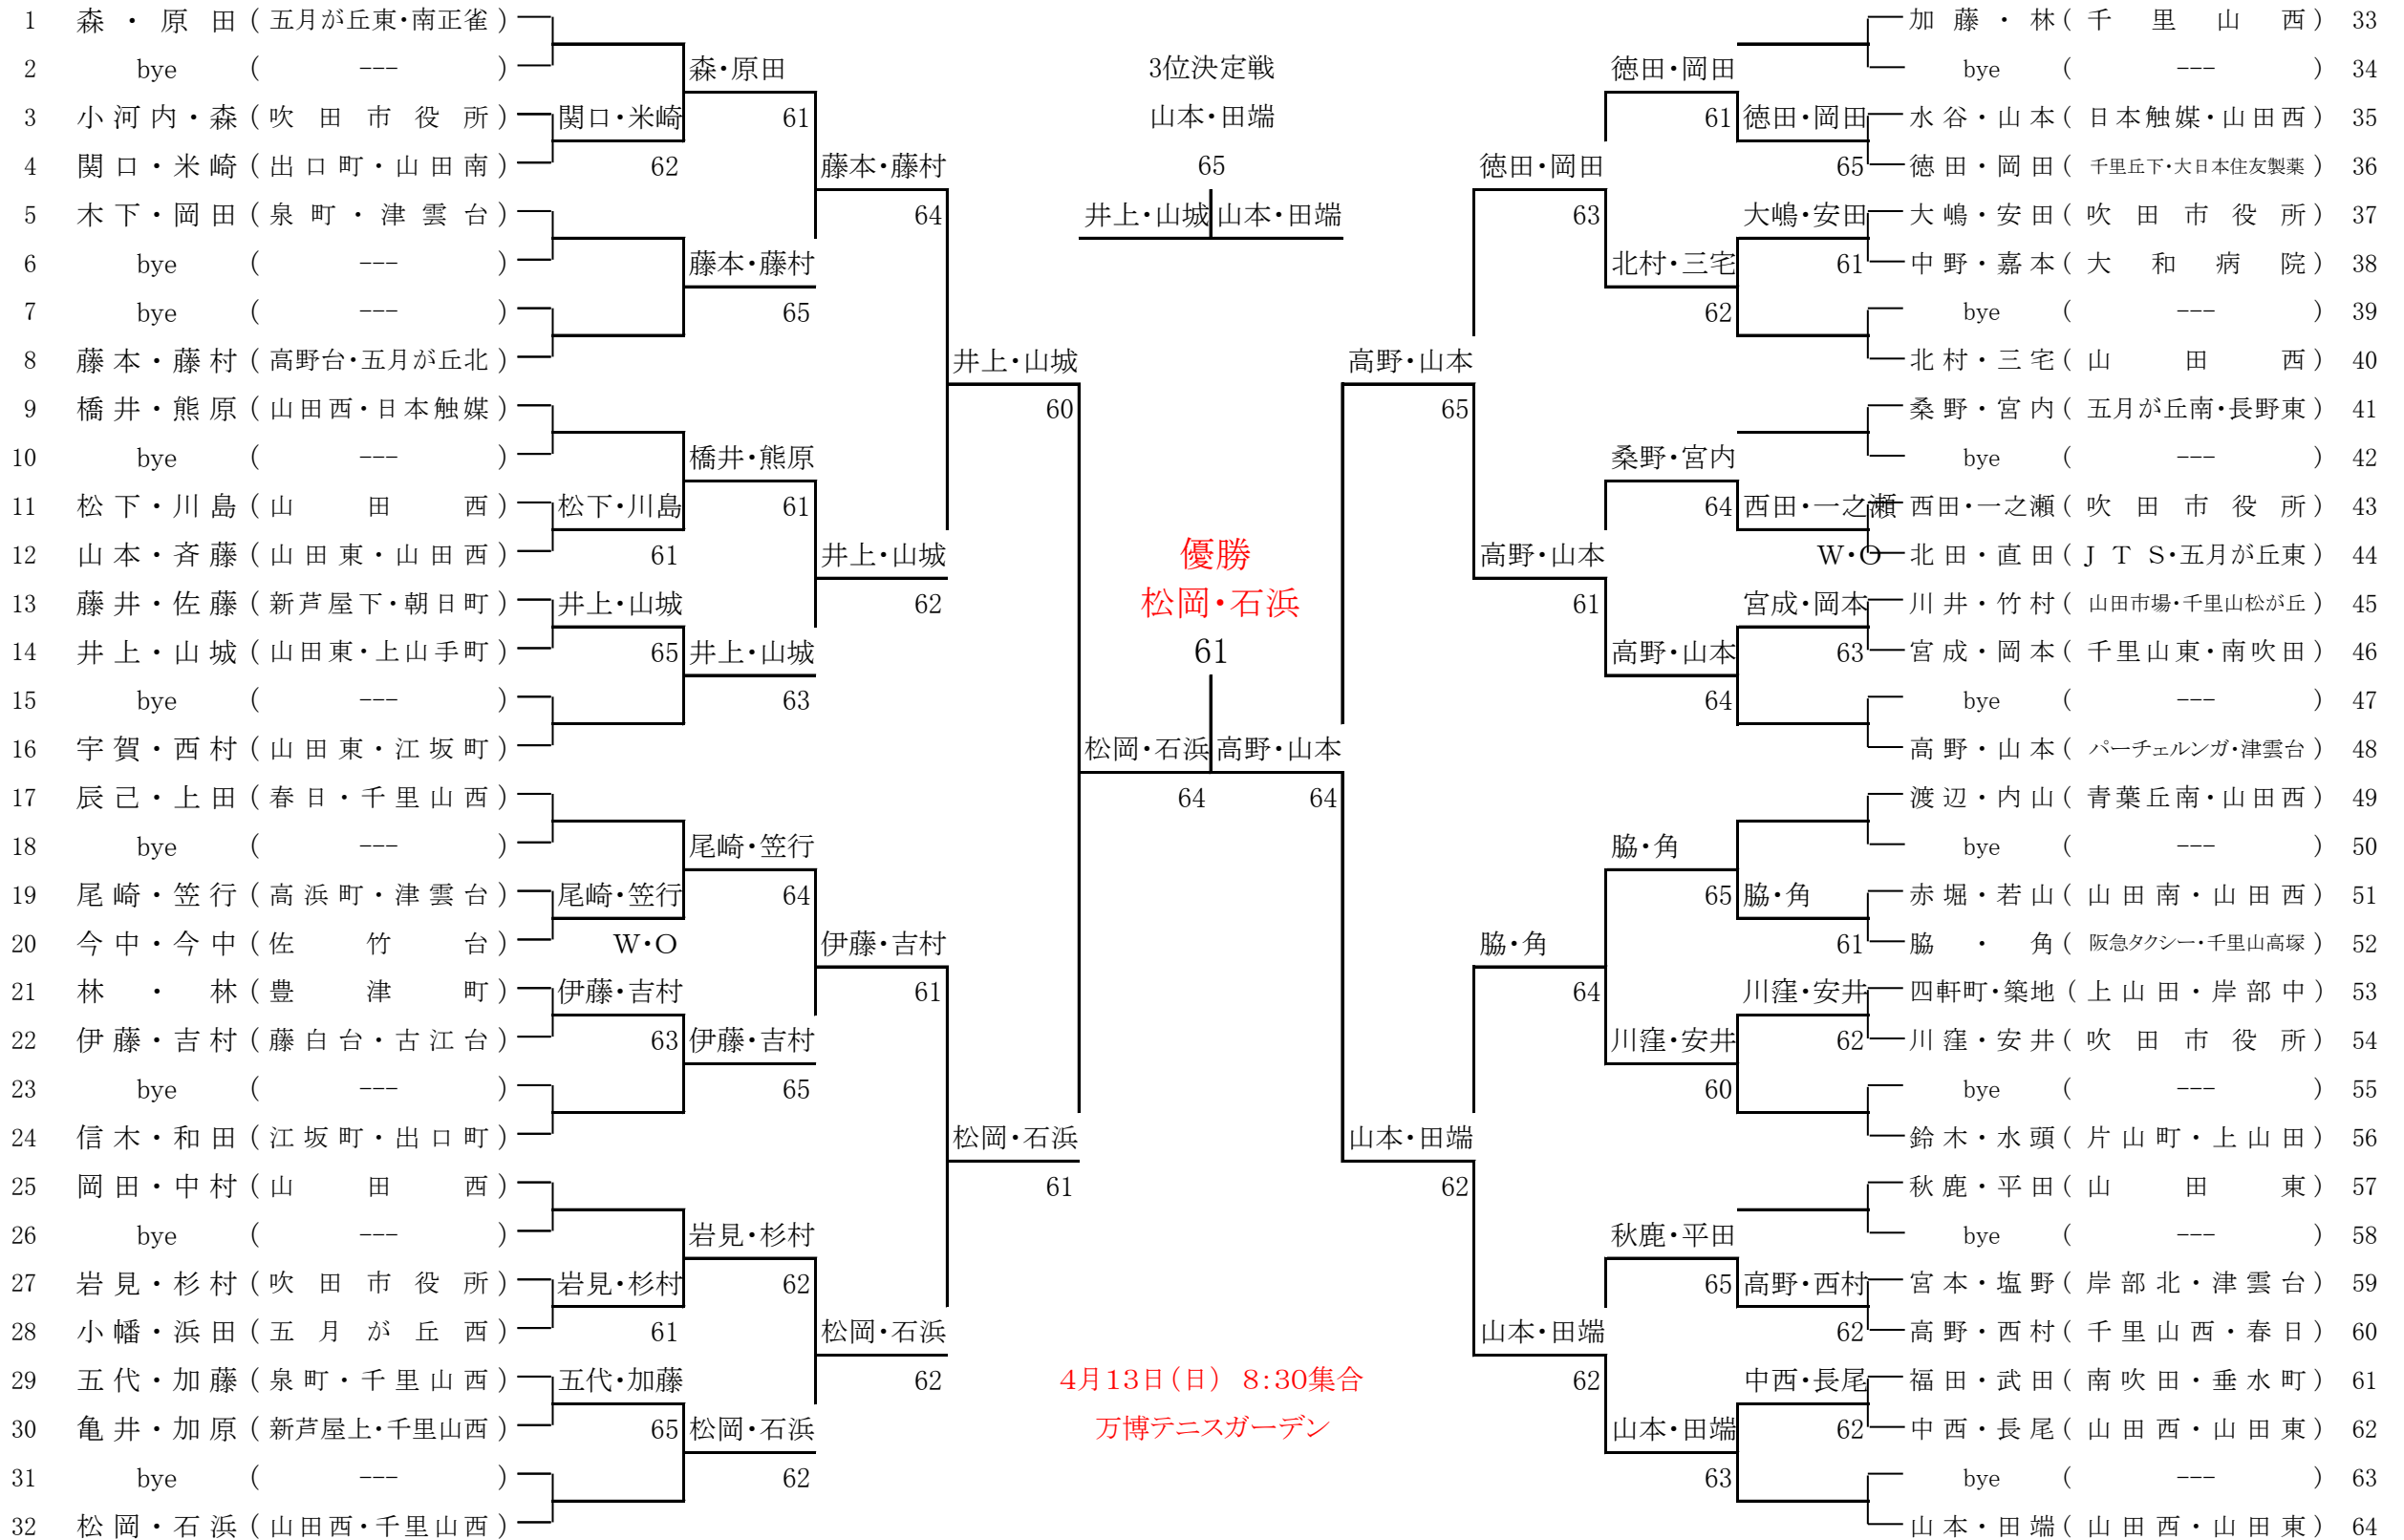 1 森・原田(五月が丘東・南正雀)
2 bye ( --- )
3 小河内・森(吹田市役所)
4 関口・米崎(出口町・山田南)
5 木下・岡田(泉町・津雲台)
6 bye ( --- )
7 bye ( --- )
8 藤本・藤村(高野台・五月が丘北)
9 橋井・熊原(山田西・日本触媒)
10 bye ( --- )
11 松下・川島(山田西)
12 山本・斉藤(山田東・山田西)
13 藤井・佐藤(新芦屋下・朝日町)
14 井上・山城(山田東・上山手町)
15 bye ( --- )
16 宇賀・西村(山田東・江坂町)
17 辰己・上田(春日・千里山西)
18 bye ( --- )
19 尾崎・笠行(高浜町・津雲台)
20 今中・今中(佐竹台)
21 林・林(豊津町)
22 伊藤・吉村(藤白台・古江台)
23 bye ( --- )
24 信木・和田(江坂町・出口町)
25 岡田・中村(山田西)
26 bye ( --- )
27 岩見・杉村(吹田市役所)
28 小幡・浜田(五月が丘西)
29 五代・加藤(泉町・千里山西)
30 亀井・加原(新芦屋上・千里山西)
31 bye ( --- )
32 松岡・石浜(山田西・千里山西)
関口・米崎
62
松下・川島
61
井上・山城
65
尾崎・笠行
W・O
伊藤・吉村
63
岩見・杉村
61
五代・加藤
65
森・原田
61
藤本・藤村
65
橋井・熊原
61
井上・山城
63
尾崎・笠行
64
伊藤・吉村
65
岩見・杉村
62
松岡・石浜
62
藤本・藤村
64
井上・山城
62
伊藤・吉村
61
松岡・石浜
62
井上・山城
60
松岡・石浜
61
3位決定戦
山本・田端
65
井上・山城 山本・田端
優勝
松岡・石浜
61
松岡・石浜 高野・山本
64 64
4月13日(日) 8:30集合
万博テニスガーデン
高野・山本
65
山本・田端
62
徳田・岡田
63
高野・山本
61
脇・角
64
山本・田端
62
徳田・岡田
61
北村・三宅
62
桑野・宮内
64
高野・山本
64
脇・角
65
川窪・安井
60
秋鹿・平田
65
山本・田端
63
徳田・岡田
65
大嶋・安田
61
西田・一之瀬
W・O
宮成・岡本
63
脇・角
61
川窪・安井
62
高野・西村
62
中西・長尾
62
加藤・林(千里山西) 33
bye ( --- ) 34
水谷・山本(日本触媒・山田西) 35
徳田・岡田(千里丘下・大日本住友製薬) 36
大嶋・安田(吹田市役所) 37
中野・嘉本(大和病院) 38
bye ( --- ) 39
北村・三宅(山田西) 40
桑野・宮内(五月が丘南・長野東) 41
bye ( --- ) 42
西田・一之瀬(吹田市役所) 43
北田・直田(JTS・五月が丘東) 44
川井・竹村(山田市場・千里山松が丘) 45
宮成・岡本(千里山東・南吹田) 46
bye ( --- ) 47
高野・山本(パーチェルンガ・津雲台) 48
渡辺・内山(青葉丘南・山田西) 49
bye ( --- ) 50
赤堀・若山(山田南・山田西) 51
脇・角(阪急タクシー・千里山高塚) 52
四軒町・築地(上山田・岸部中) 53
川窪・安井(吹田市役所) 54
bye ( --- ) 55
鈴木・水頭(片山町・上山田) 56
秋鹿・平田(山田東) 57
bye ( --- ) 58
宮本・塩野(岸部北・津雲台) 59
高野・西村(千里山西・春日) 60
福田・武田(南吹田・垂水町) 61
中西・長尾(山田西・山田東) 62
bye ( --- ) 63
山本・田端(山田西・山田東) 64